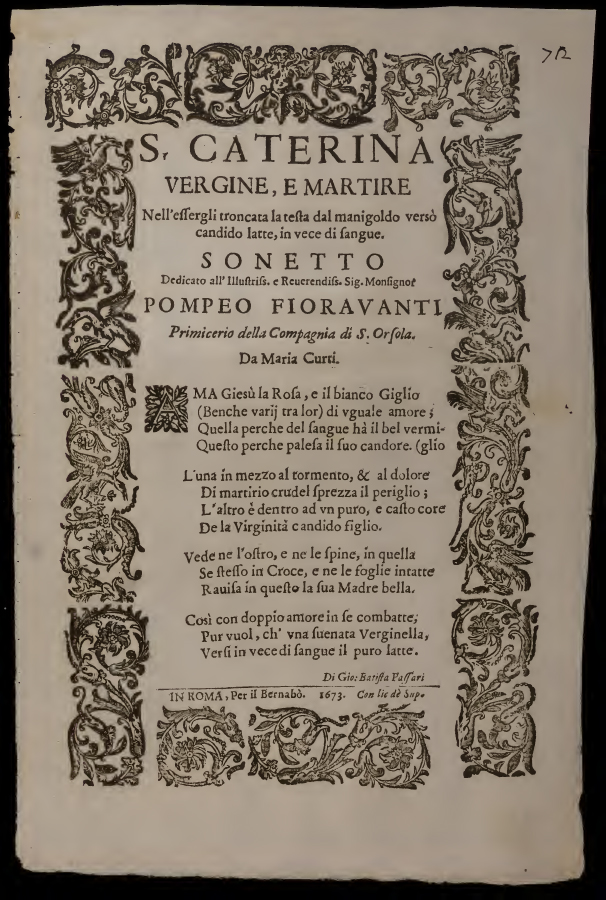 712
S. CATERINA
VERGINE, E MARTIRE
Nell'eſſergli troncata la teſta dal manigoldo versò
candido latte, in vece di ſangue.
SONETTO
Dedicato all' Illuſtriſs. e Reuerendiſs. Sig. Monſignor
POMPEO FIORAVANTI
Primicerio della Compagnia di S. Orſola.
Da Maria Curti.
AMA Giesù la Roſa, e il bianco Giglio
(Benche varij tra lor) di vguale amore;
Quella perche del ſangue hà il bel vermi-
Queſto perche paleſa il ſuo candore. (glio
L'una in mezzo al tormento, & al dolore
Di martirio crudel ſprezza il periglio;
L'altro è dentro ad vn puro, e caſto core
De la Virginità candido figlio.
Vede ne l'oſtro, e ne le ſpine, in quella
Se ſteſſo in Croce, e ne le foglie intatte
Rauiſa in queſto la ſua Madre bella.
Così con doppio amore in ſe combatte;
Pur vuol, ch' vna ſuenata Verginella,
Verſi in vece di ſangue il puro latte.
Di Gio: Batiſta Vaſſari
IN ROMA, Per il Bernabò. 1673. Con lic dè Sup.